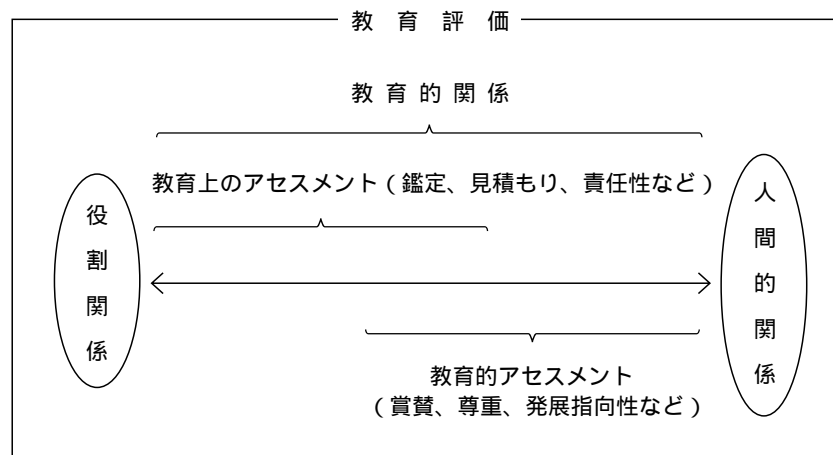 教育評価
教育的関係
教育上のアセスメント（鑑定、見積もり、責任性など）
役割関係
人間的関係
教育的アセスメント
（賞賛、尊重、発展指向性など）